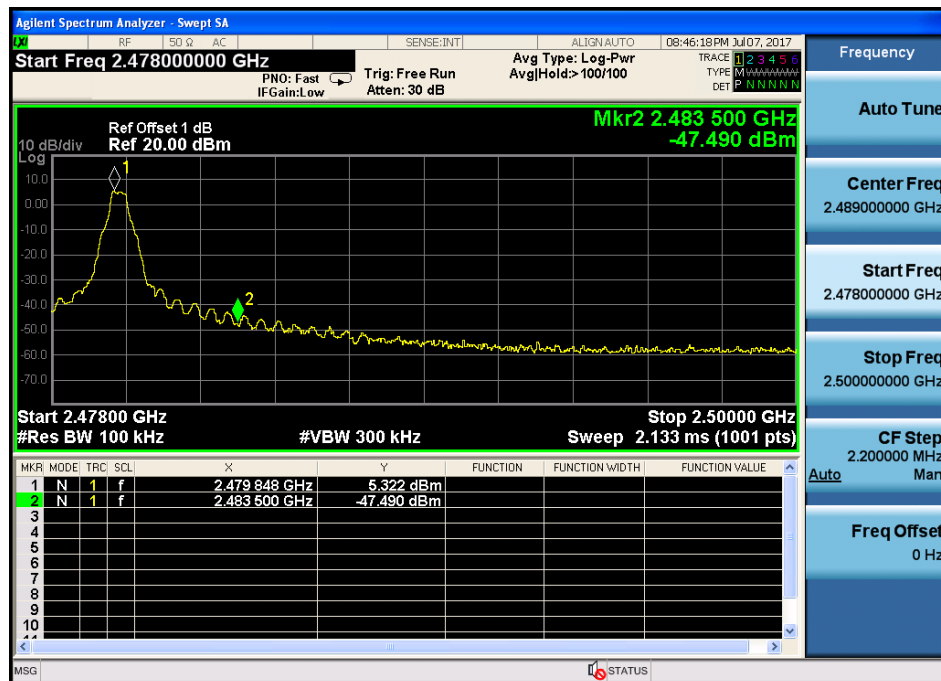 Agilent Spectrum Analyzer - Swept SA
LXI RF 50 Ω AC SENSE:INT ALIGN AUTO 08:46:18 PM Jul 07, 2017
Start Freq 2.478000000 GHz
PNO: Fast
IFGain:Low
Trig: Free Run
Atten: 30 dB
Avg Type: Log-Pwr
Avg|Hold:> 100/100
TRACE 1 2 3 4 5 6
TYPE M
DET P N N N N N
Mkr2 2.483 500 GHz
-47.490 dBm
Ref Offset 1 dB
10 dB/div Ref 20.00 dBm
Log
1
10.0
0.00
-10.0
-20.0
-30.0
2
-40.0
-50.0
-60.0
-70.0
Start 2.47800 GHz Stop 2.50000 GHz
#Res BW 100 kHz #VBW 300 kHz Sweep 2.133 ms (1001 pts)
MKR MODE TRC SCL X Y FUNCTION FUNCTION WIDTH FUNCTION VALUE
1 N 1 f 2.479 848 GHz 5.322 dBm
2 N 1 f 2.483 500 GHz -47.490 dBm
3
4
5
6
7
8
9
10
11
MSG STATUS
Frequency
Auto Tune
Center Freq
2.489000000 GHz
Start Freq
2.478000000 GHz
Stop Freq
2.500000000 GHz
CF Step
2.200000 MHz
Auto Man
Freq Offset
0 Hz